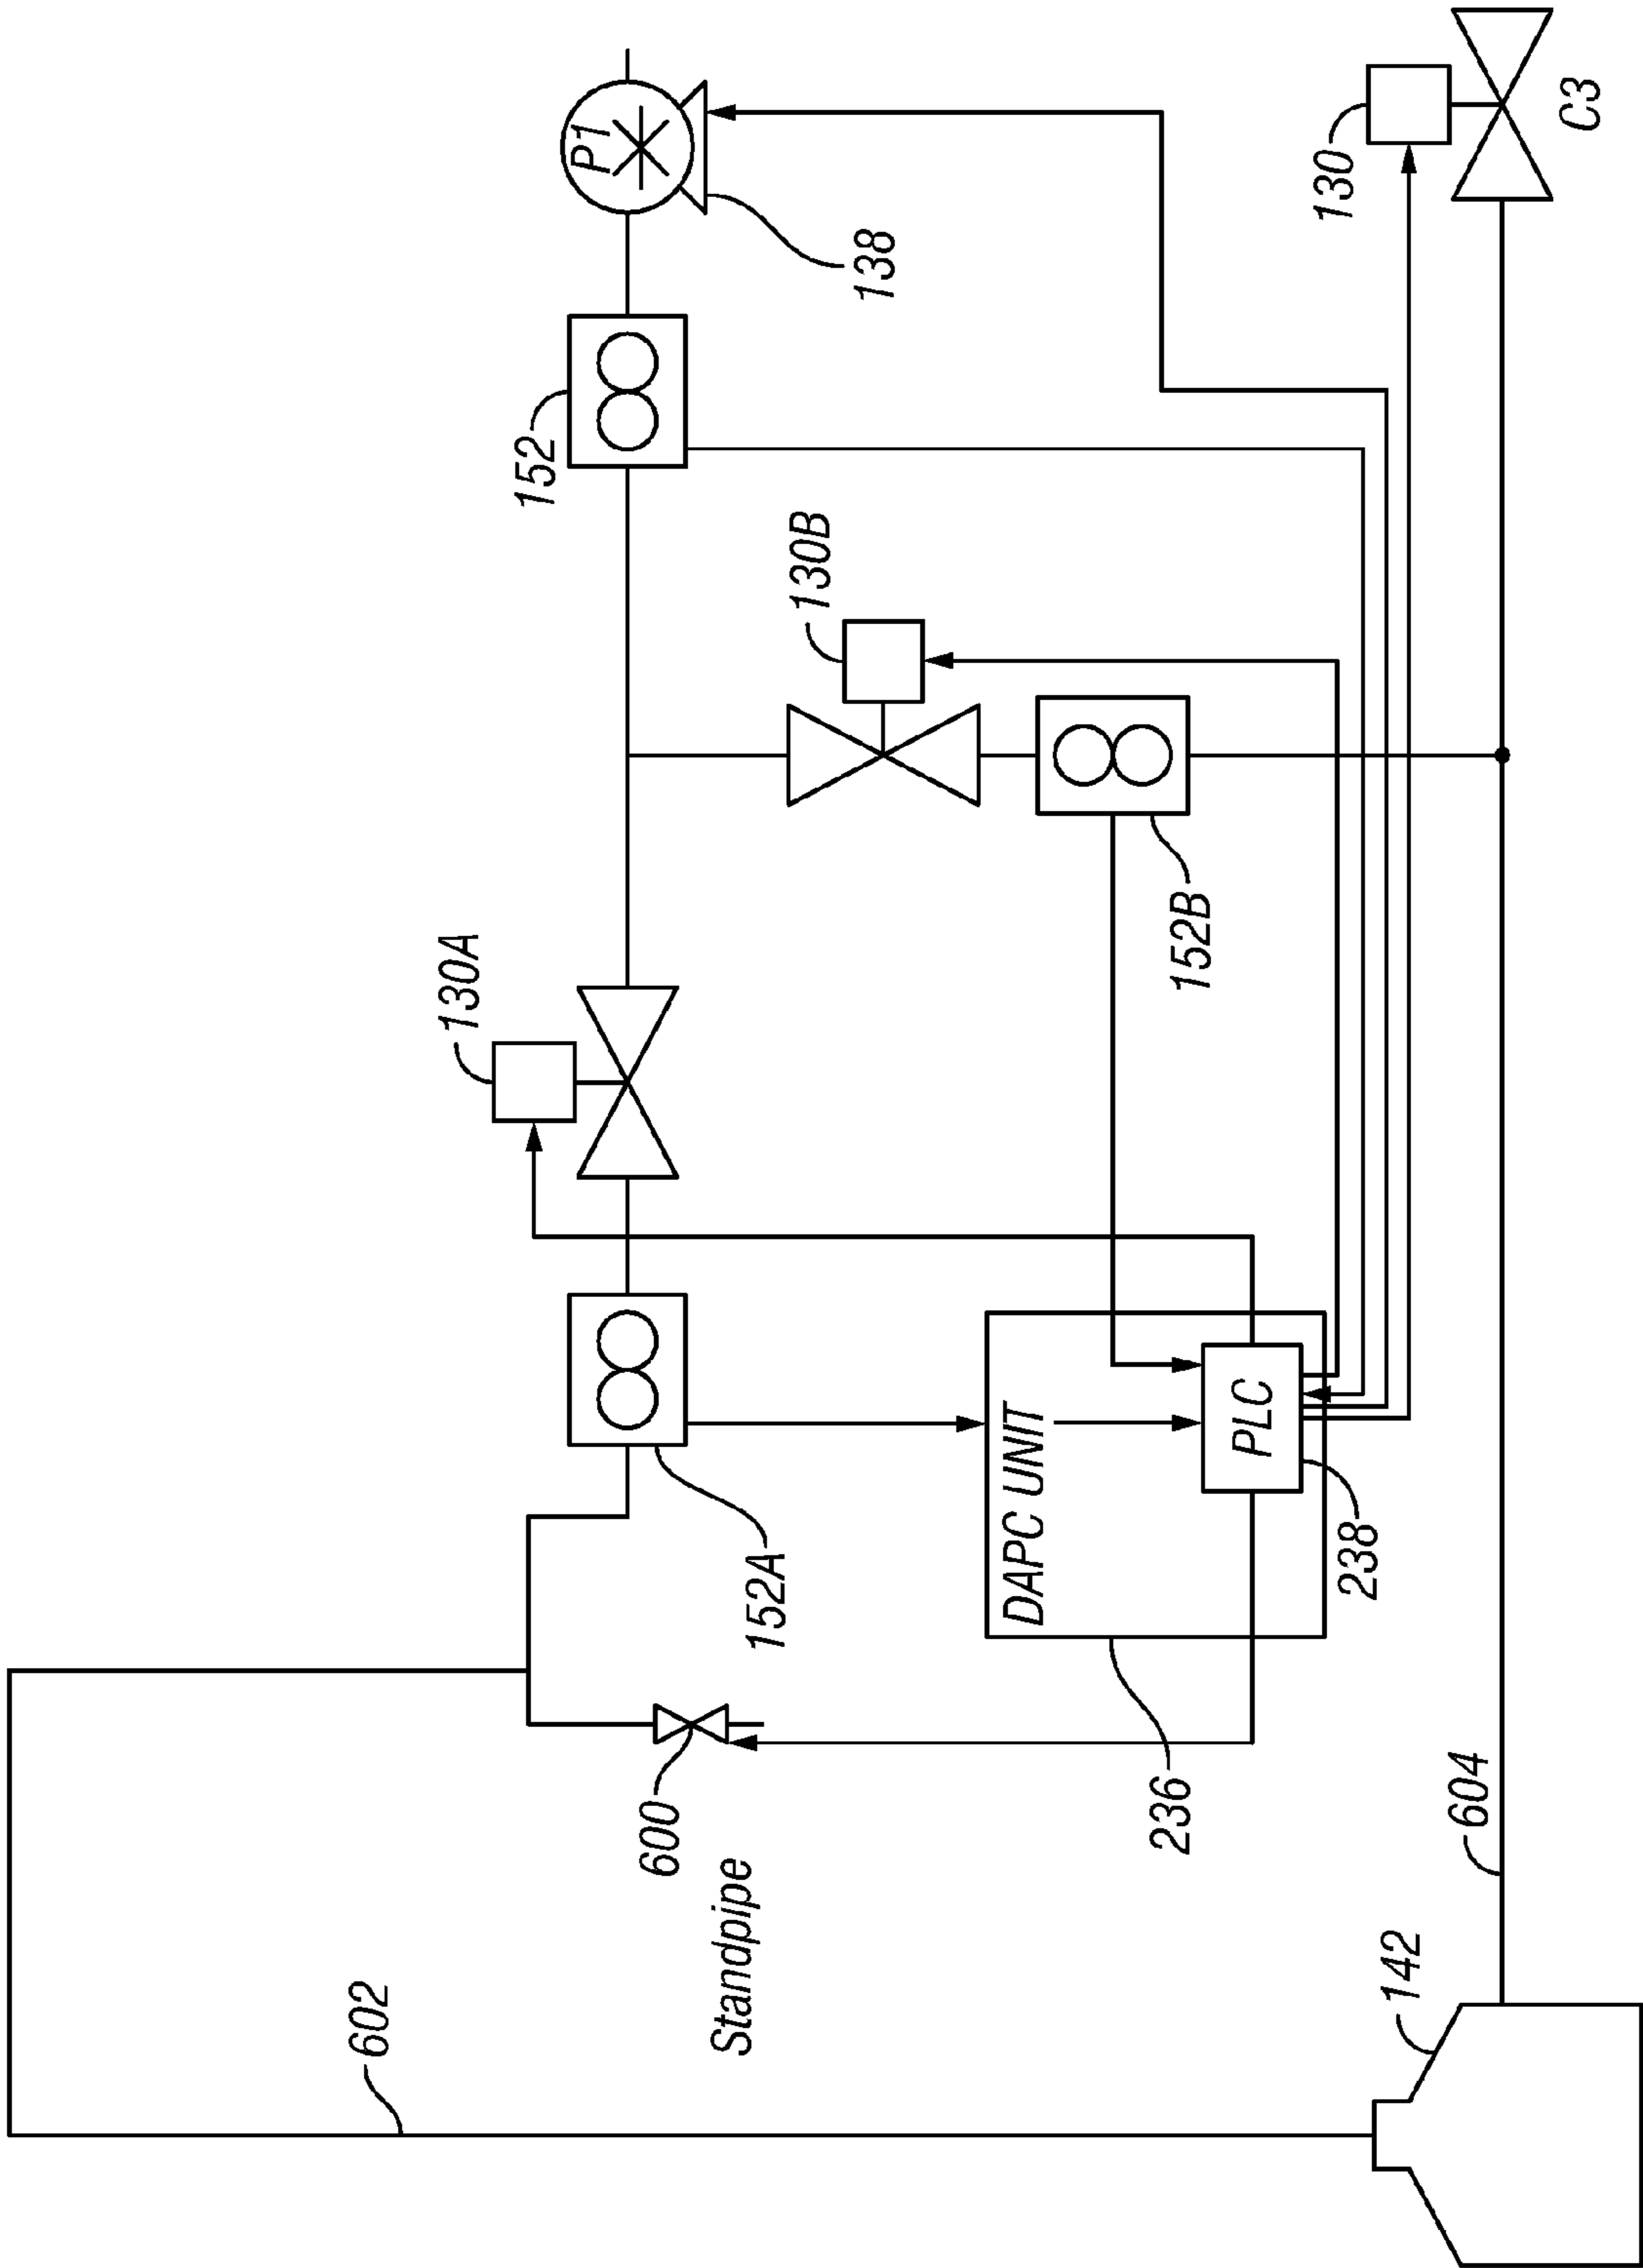 P1
138
152
130B
130
C3
130A
152B
152A
DAPC UNIT
PLC
238
236
600
Standpipe
602
604
142